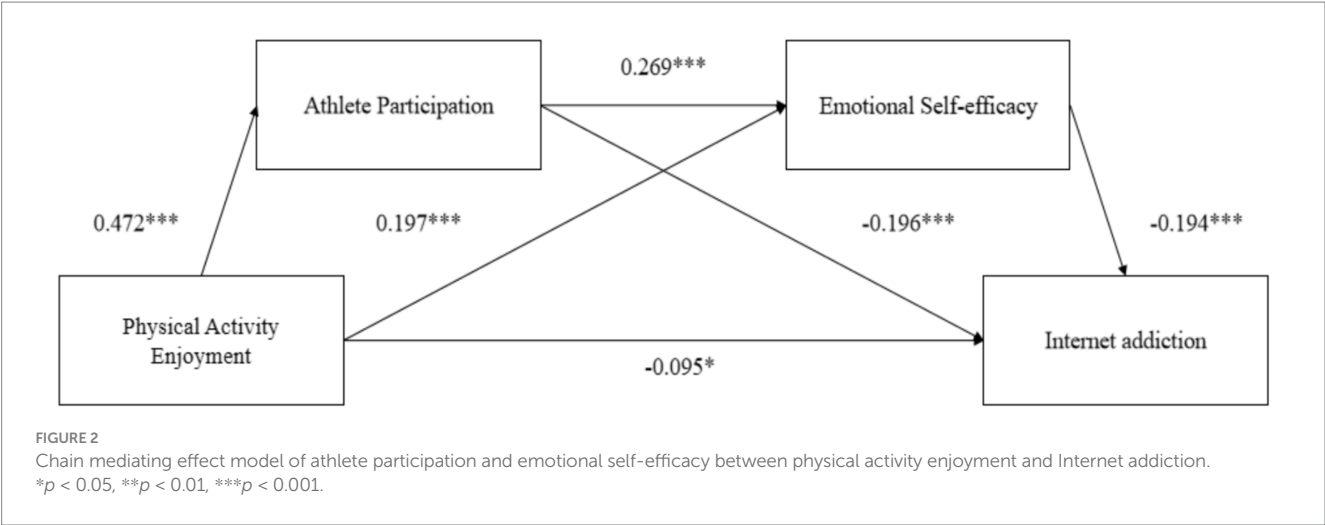 0.269***
Athlete Participation
Emotional Self-efficacy
0.472***
0.197***
-0.196***
-0.194***
Physical Activity
Enjoyment
Internet addiction
-0.095*
FIGURE 2
Chain mediating effect model of athlete participation and emotional self-efficacy between physical activity enjoyment and Internet addiction.
*p < 0.05, **p < 0.01, ***p < 0.001.